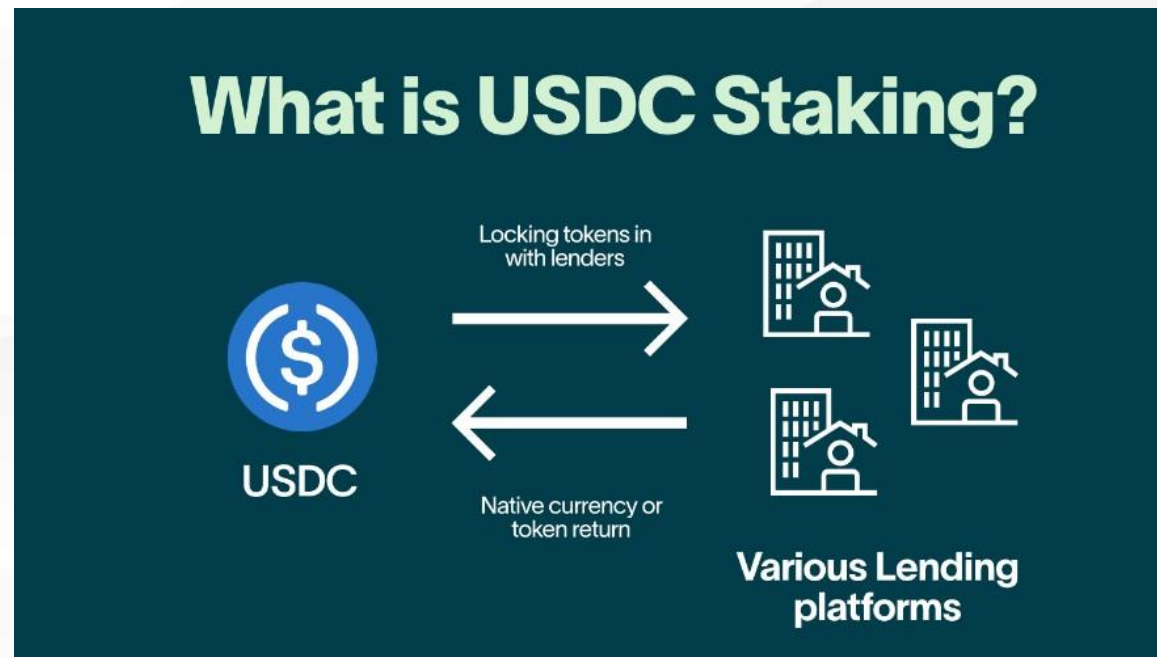 What is USDC Staking?
Locking tokens in
with lenders
$
USDC
Native currency or
token return
Various Lending
platforms